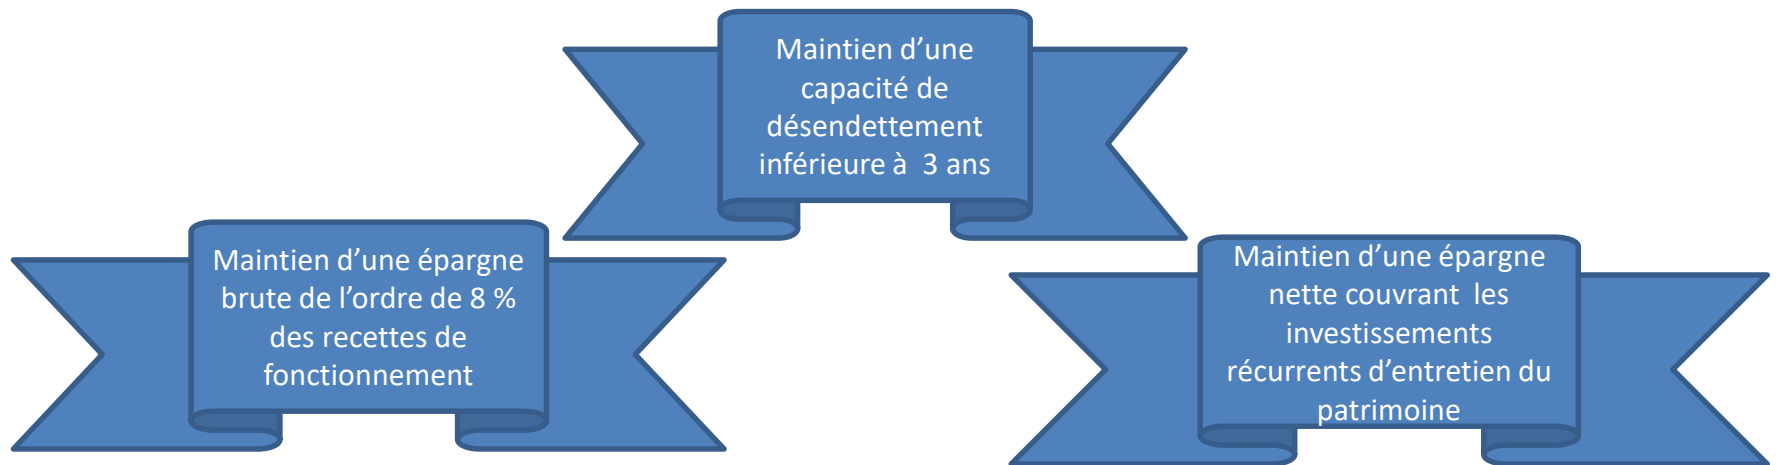 Maintien d’une
capacité de
désendettement
inférieure à 3 ans
Maintien d’une épargne
brute de l’ordre de 8 %
des recettes de
fonctionnement
Maintien d’une épargne
nette couvrant les
investissements
récurrents d’entretien du
patrimoine